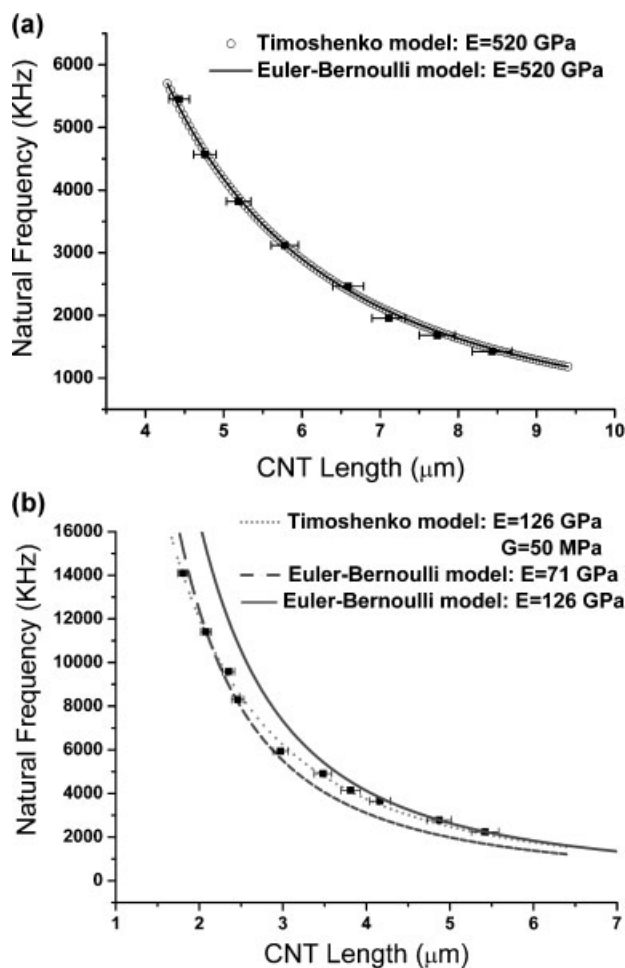 (a)
Timoshenko model: E=520 GPa
Euler-Bernoulli model: E=520 GPa
Natural Frequency (KHz)
6000
5000
4000
3000
2000
1000
4 5 6 7 8 9 10
CNT Length (μm)
(b)
Timoshenko model: E=126 GPa
G=50 MPa
Euler-Bernoulli model: E=71 GPa
Euler-Bernoulli model: E=126 GPa
Natural Frequency (KHz)
16000
14000
12000
10000
8000
6000
4000
2000
0
1 2 3 4 5 6 7
CNT Length (μm)